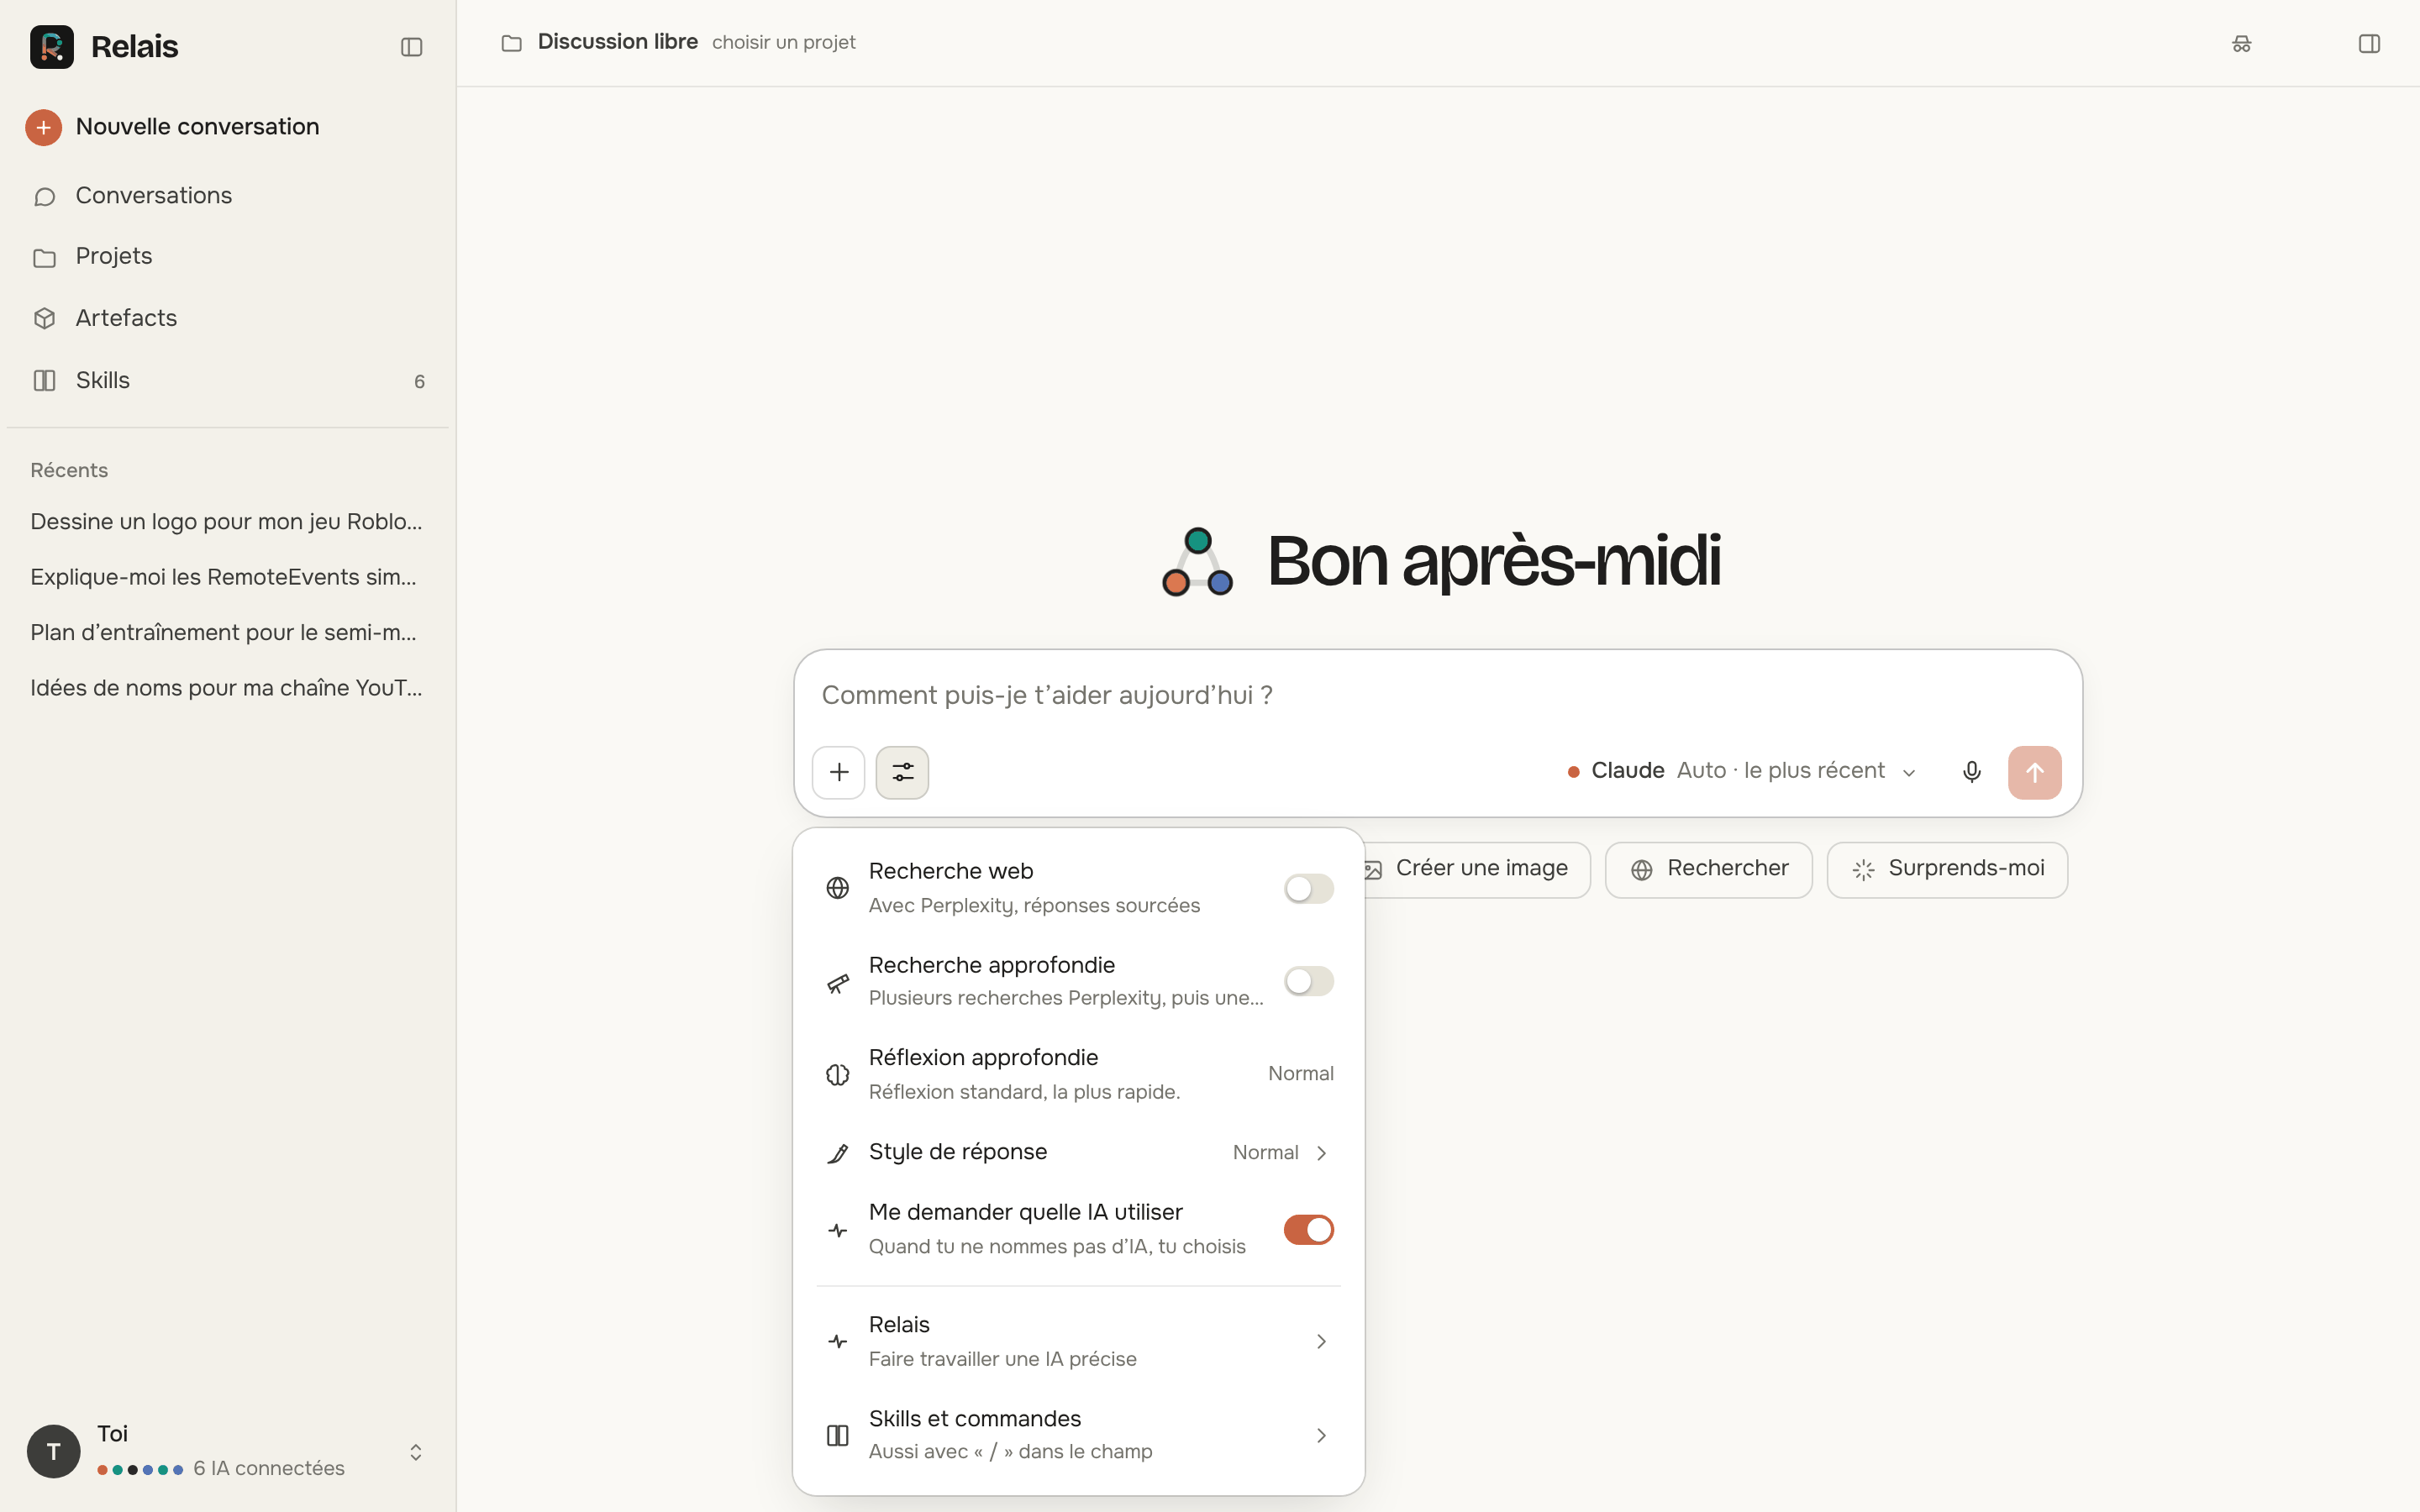 Relais
Nouvelle conversation
Conversations
Projets
Artefacts
Skills 6
Récents
Dessine un logo pour mon jeu Roblo...
Explique-moi les RemoteEvents sim...
Plan d’entraînement pour le semi-m...
Idées de noms pour ma chaîne YouT...
T
Toi
6 IA connectées
Discussion libre choisir un projet
Bon après-midi
Comment puis-je t’aider aujourd’hui ?
Claude Auto · le plus récent
Créer une image
Rechercher
Surprends-moi
Recherche web
Avec Perplexity, réponses sourcées
Recherche approfondie
Plusieurs recherches Perplexity, puis une...
Réflexion approfondie
Réflexion standard, la plus rapide.
Normal
Style de réponse Normal
Me demander quelle IA utiliser
Quand tu ne nommes pas d’IA, tu choisis
Relais
Faire travailler une IA précise
Skills et commandes
Aussi avec « / » dans le champ